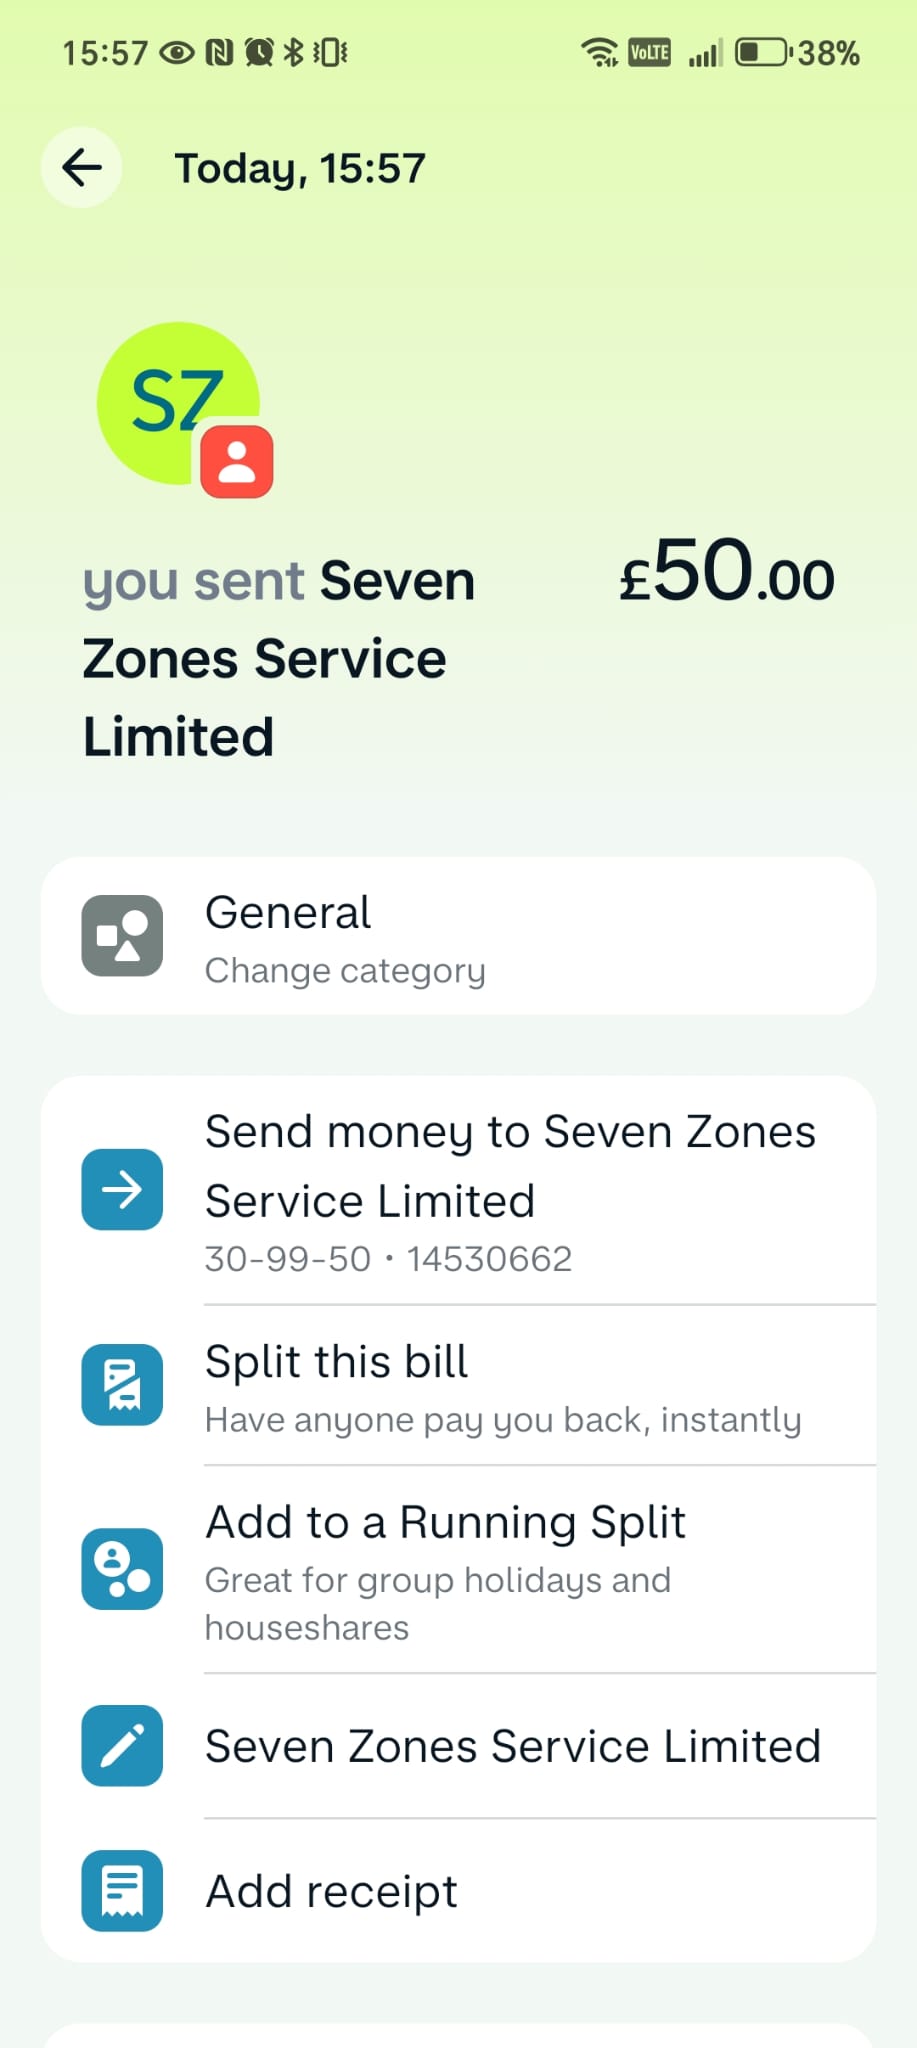 15:57 VoLTE 38%
Today, 15:57
SZ
you sent Seven
Zones Service
Limited
£50.00
General
Change category
Send money to Seven Zones
Service Limited
30-99-50 • 14530662
Split this bill
Have anyone pay you back, instantly
Add to a Running Split
Great for group holidays and
houseshares
Seven Zones Service Limited
Add receipt